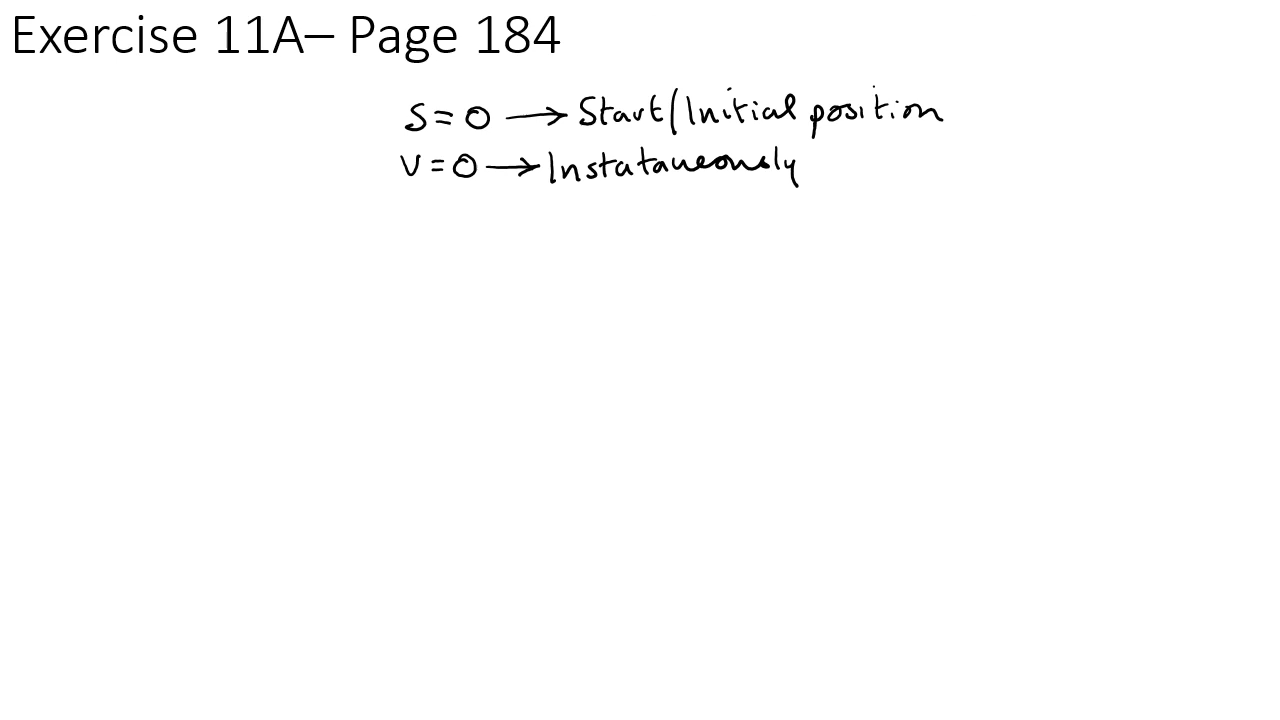 Exercise 11A– Page 184
S = 0 → Start/Initial position
V = 0 → Instataneously